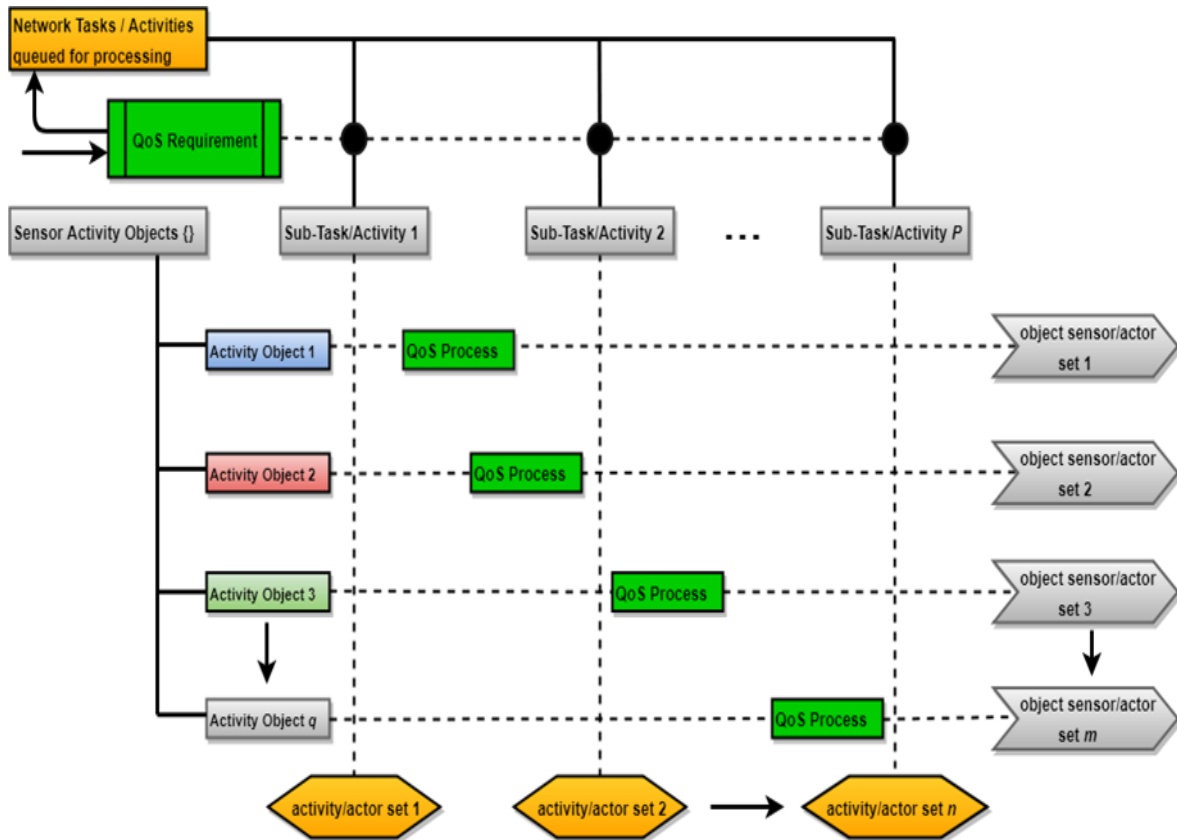 Network Tasks / Activities
queued for processing
QoS Requirement
Sensor Activity Objects {}
Sub-Task/Activity 1
Sub-Task/Activity 2
...
Sub-Task/Activity P
Activity Object 1
QoS Process
object sensor/actor
set 1
Activity Object 2
QoS Process
object sensor/actor
set 2
Activity Object 3
QoS Process
object sensor/actor
set 3
Activity Object q
QoS Process
object sensor/actor
set m
activity/actor set 1
activity/actor set 2
activity/actor set n